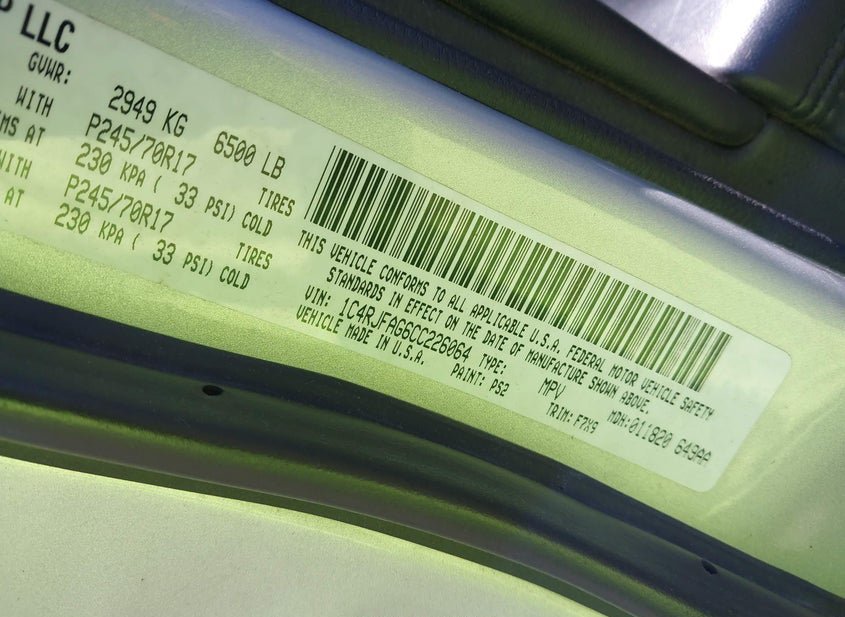 P LLC
GVWR: 2949 KG 6500 LB
WITH P245/70R17 TIRES
MS AT 230 KPA ( 33 PSI) COLD
WITH P245/70R17 TIRES
AT 230 KPA ( 33 PSI) COLD
THIS VEHICLE CONFORMS TO ALL APPLICABLE U.S.A. FEDERAL MOTOR VEHICLE SAFETY
STANDARDS IN EFFECT ON THE DATE OF MANUFACTURE SHOWN ABOVE.
VIN: 1C4RJFAG6CC226064 TYPE: MPV MDH:011820 649AA
VEHICLE MADE IN U.S.A. PAINT: PS2 TRIM: F7X9